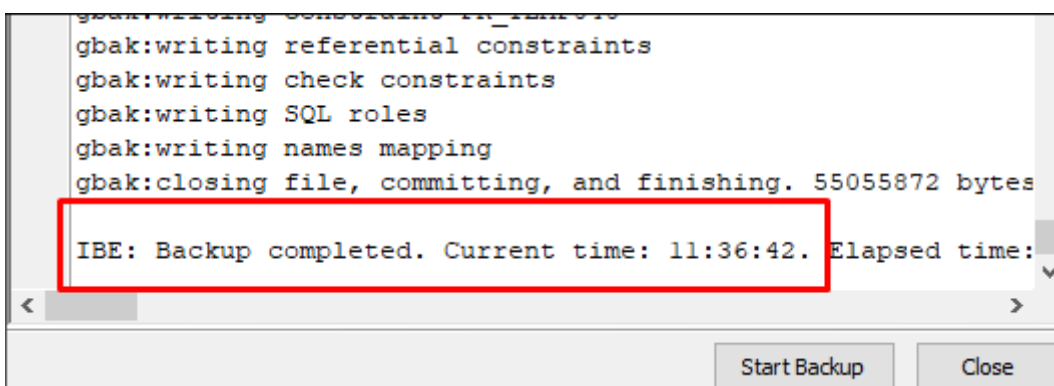 gbak:writing referential constraints
gbak:writing check constraints
gbak:writing SQL roles
gbak:writing names mapping
gbak:closing file, committing, and finishing. 55055872 bytes
IBE: Backup completed. Current time: 11:36:42. Elapsed time:
Start Backup
Close